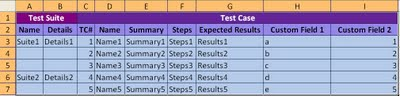 A B C D E F G H I
1 Test Suite Test Case
2 Name Details TC# Name Summary Steps Expected Results Custom Field 1 Custom Field 2
3 Suite1 Details1 1 Name1 Summary1 Steps1 Results1 a 1
4 2 Name2 Summary2 Steps2 Results2 b 2
5 3 Name3 Summary3 Steps3 Results3 c 3
6 Suite2 Details2 4 Name4 Summary4 Steps4 Results4 d 4
7 5 Name5 Summary5 Steps5 Results5 e 5